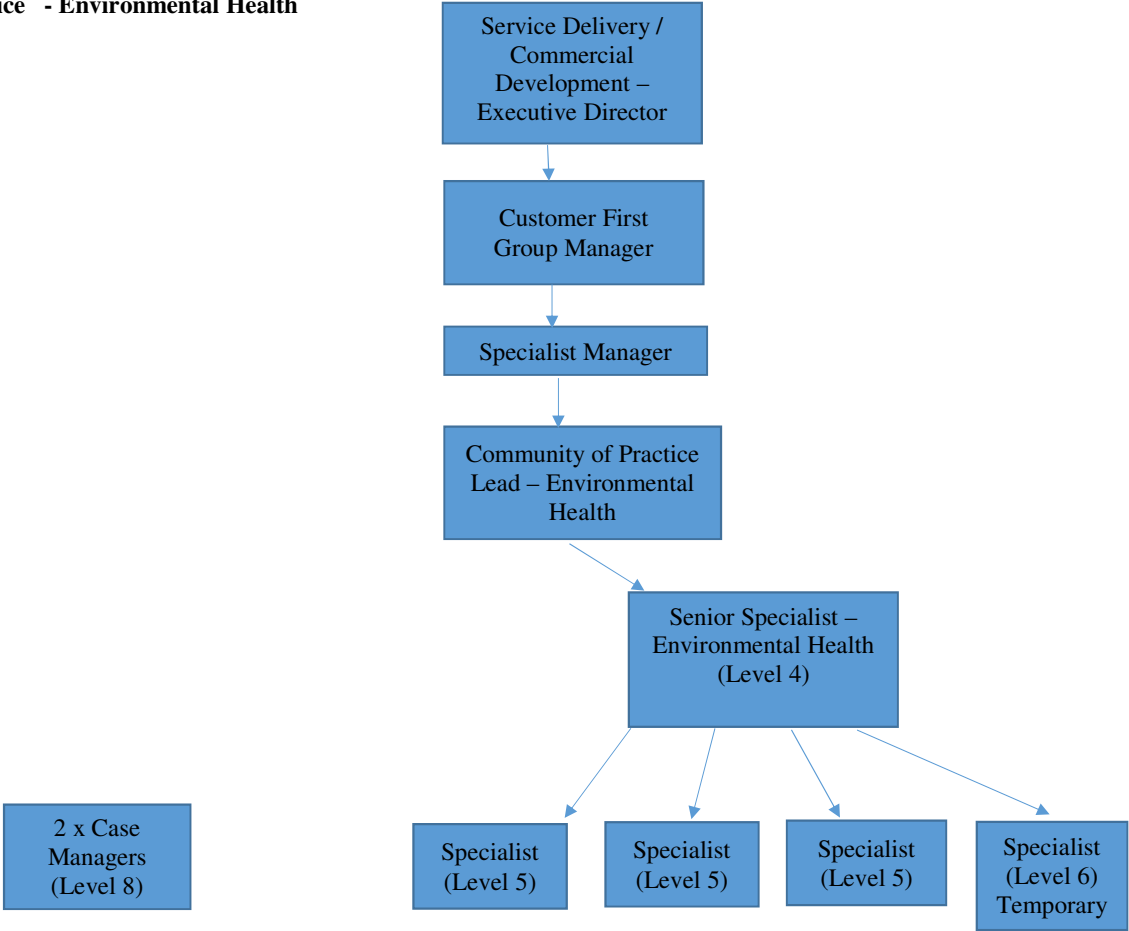 - Environmental Health
Service Delivery /
Commercial
Development –
Executive Director
Customer First
Group Manager
Specialist Manager
Community of Practice
Lead – Environmental
Health
Senior Specialist –
Environmental Health
(Level 4)
2 x Case
Managers
(Level 8)
Specialist
(Level 5)
Specialist
(Level 5)
Specialist
(Level 5)
Specialist
(Level 6)
Temporary